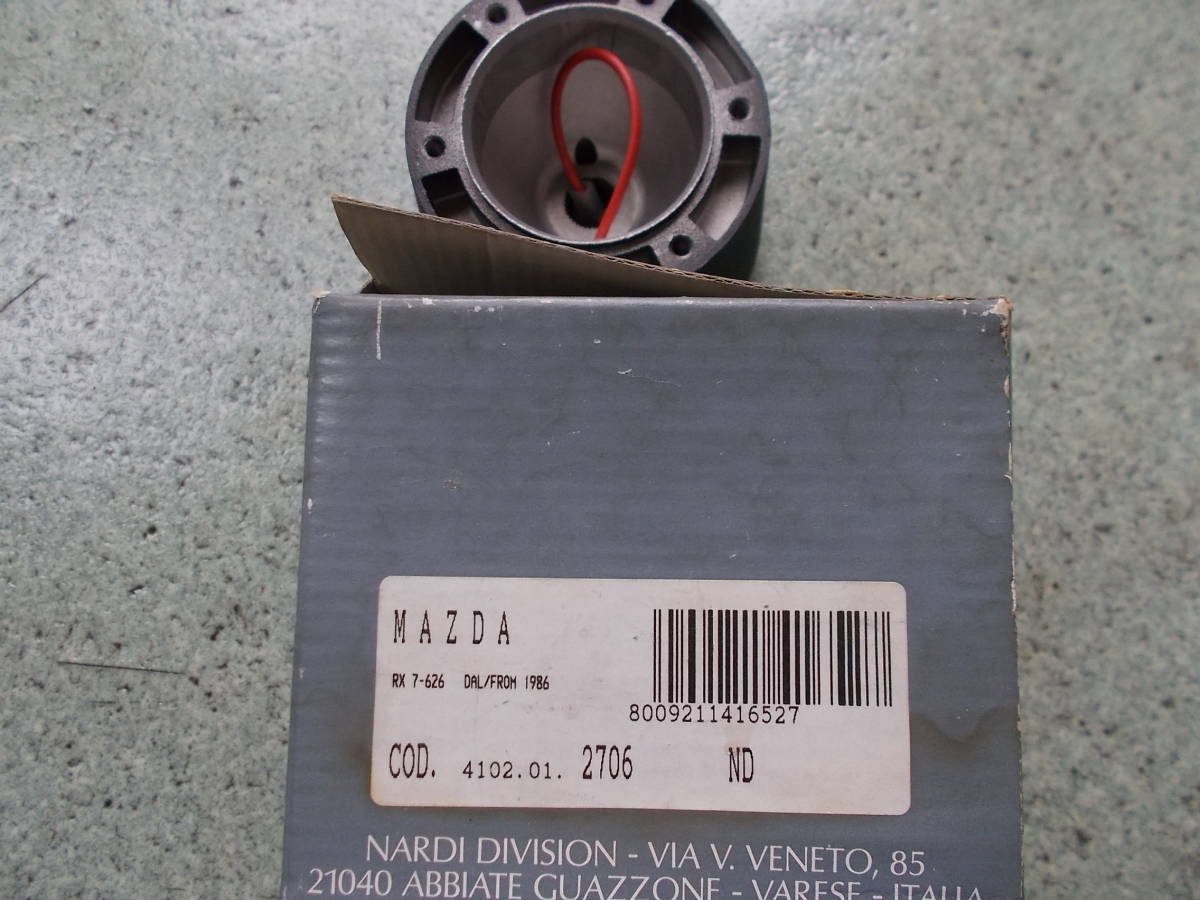 MAZDA
RX 7-626 DAL/FROM 1986
8009211416527
COD. 4102.01. 2706 ND
NARDI DIVISION - VIA V. VENETO, 85
21040 ABBIATE GUAZZONE - VARESE - ITALIA